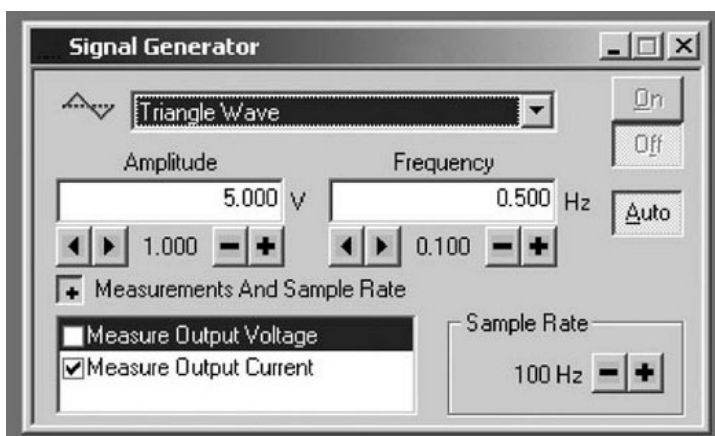 Signal Generator
Triangle Wave
On
Off
Auto
Amplitude
5.000 V
1.000
Frequency
0.500 Hz
0.100
Measurements And Sample Rate
Measure Output Voltage
Measure Output Current
Sample Rate
100 Hz